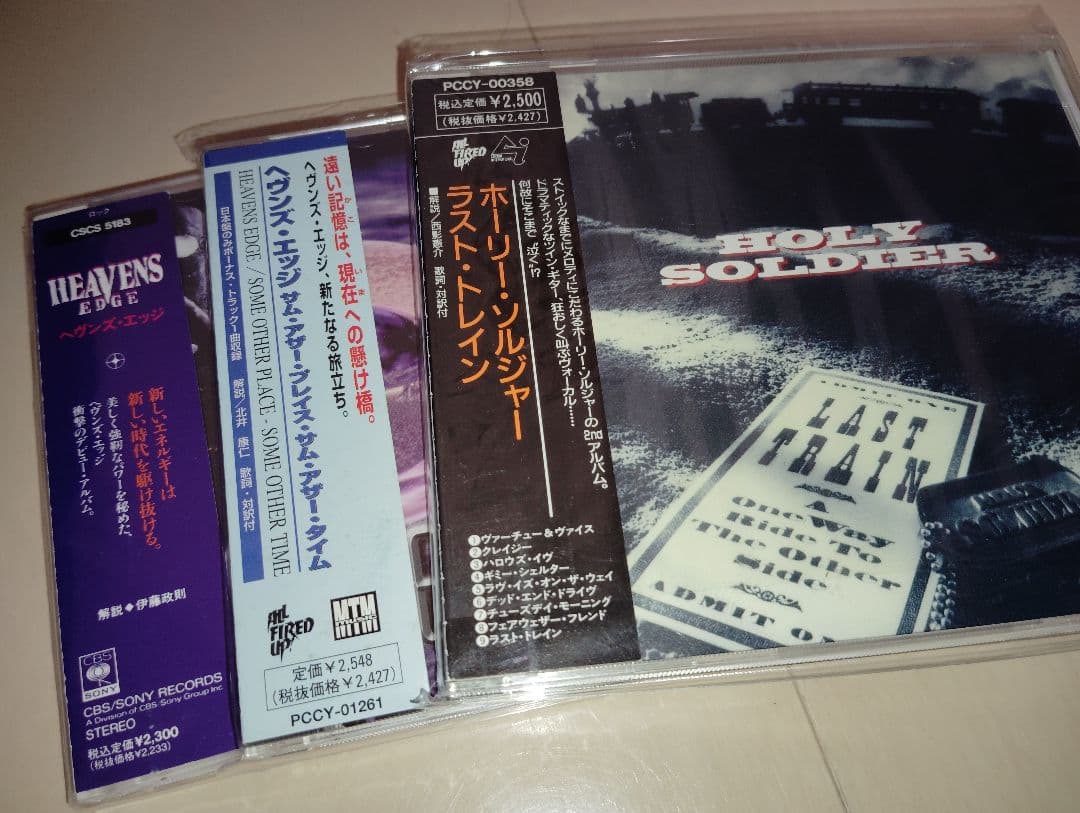 ロック
CSCS 5183
HEAVENS
EDGE
ヘヴンズ・エッジ
新しいエネルギーは
新しい時代を駆け抜ける。
美しく強靭なパワーを秘めた、
ヘヴンズ・エッジ
衝撃のデビュー・アルバム。
解説◆伊藤政則
CBS
SONY
CBS/SONY RECORDS
A Division of CBS/Sony Group Inc
STEREO
税込定価¥2,300
(税抜価格¥2,233)
遠い記憶は、現在への懸け橋。
かこ
いま
ヘヴンズ・エッジ、新たなる旅立ち。
ヘヴンズ・エッジ サム・アザー・プレイス・サム・アザー・タイム
HEAVENS EDGE / SOME OTHER PLACE - SOME OTHER TIME
日本盤のみボーナス・トラック一曲収録 解説/北井 康仁 歌詞・対訳付
ALL
FIRED
UP
MTM
MUSIC
定価¥2,548
(税抜価格¥2,427)
PCCY-01261
PCCY-00358
税込定価¥2,500
(税抜価格¥2,427)
ALL
FIRED
UP
ストイックなまでにメロディにこだわるホーリー・ソルジャーの2ndアルバム。
ドラマティックなツイン・ギター、狂おしく叫ぶヴォーカル……
何故にそこまで“泣く”!?
ホーリー・ソルジャー
ラスト・トレイン
■解説/西影憲介 歌詞・対訳付
①ヴァーチュー&ヴァイス
②クレイジー
③ハロウズ・イヴ
④ギミー・シェルター
⑤ラヴ・イズ・オン・ザ・ウェイ
⑥デッド・エンド・ドライヴ
⑦チューズデイ・モーニング
⑧フェアウェザー・フレンド
⑨ラスト・トレイン
HOLY
SOLDIER
LAST
TRAIN
A
One Way
Ride To
The Other
Side
ADMIT ONE